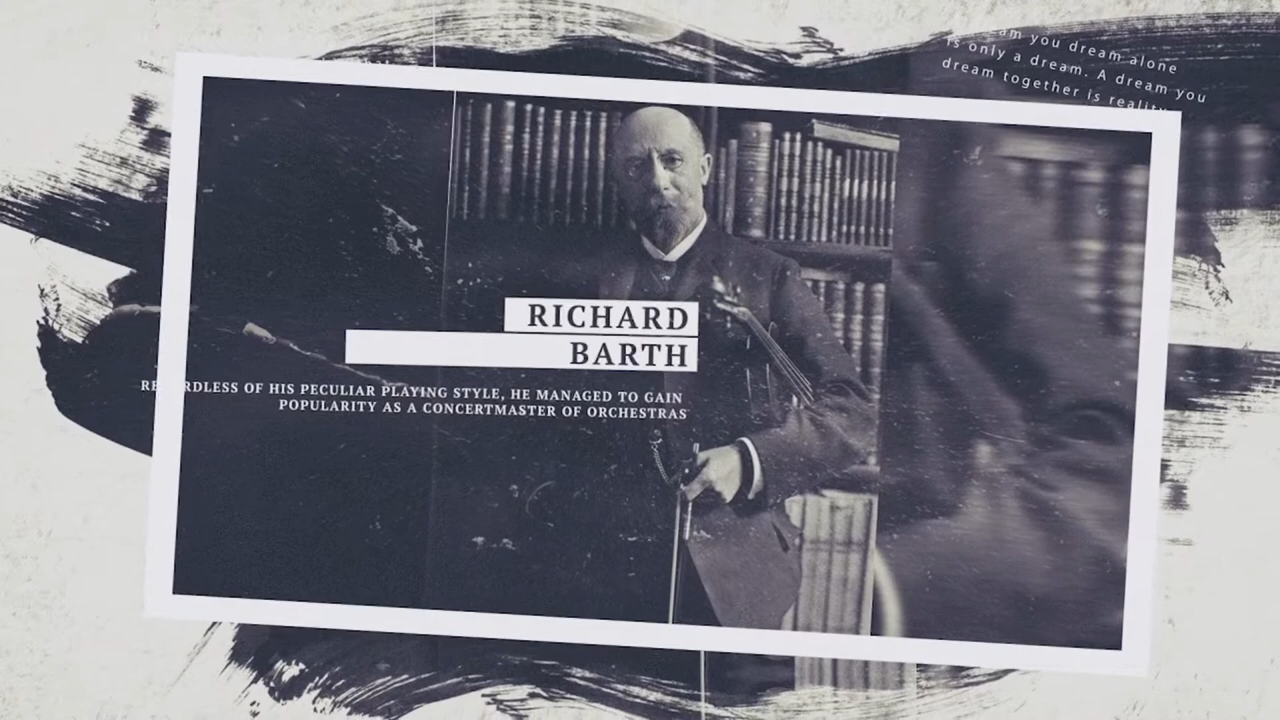 am you dream alone
is only a dream. A dream you
dream together is reality
RICHARD
BARTH
REGARDLESS OF HIS PECULIAR PLAYING STYLE, HE MANAGED TO GAIN
POPULARITY AS A CONCERTMASTER OF ORCHESTRAS